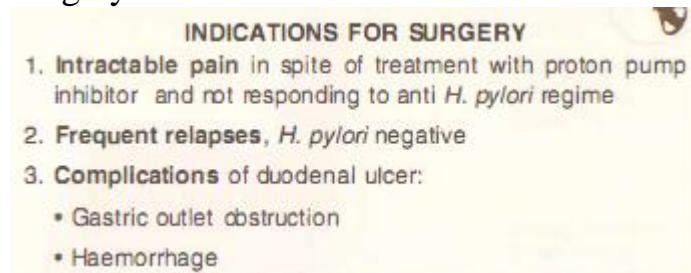 INDICATIONS FOR SURGERY
1. Intractable pain in spite of treatment with proton pump
inhibitor and not responding to anti H. pylori regime
2. Frequent relapses, H. pylori negative
3. Complications of duodenal ulcer:
• Gastric outlet obstruction
• Haemorrhage